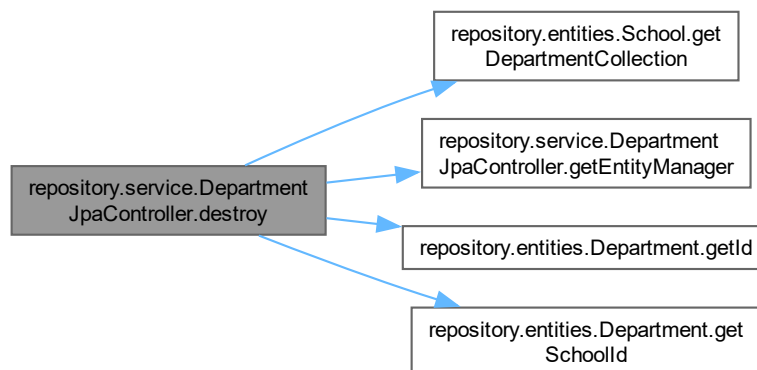 repository.entities.School.get
DepartmentCollection
repository.service.Department
JpaController.getEntityManager
repository.service.Department
JpaController.destroy
repository.entities.Department.getId
repository.entities.Department.get
SchoolId